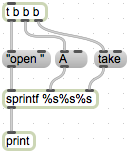 t b b b
"open " A take
sprintf %s%s%s
print